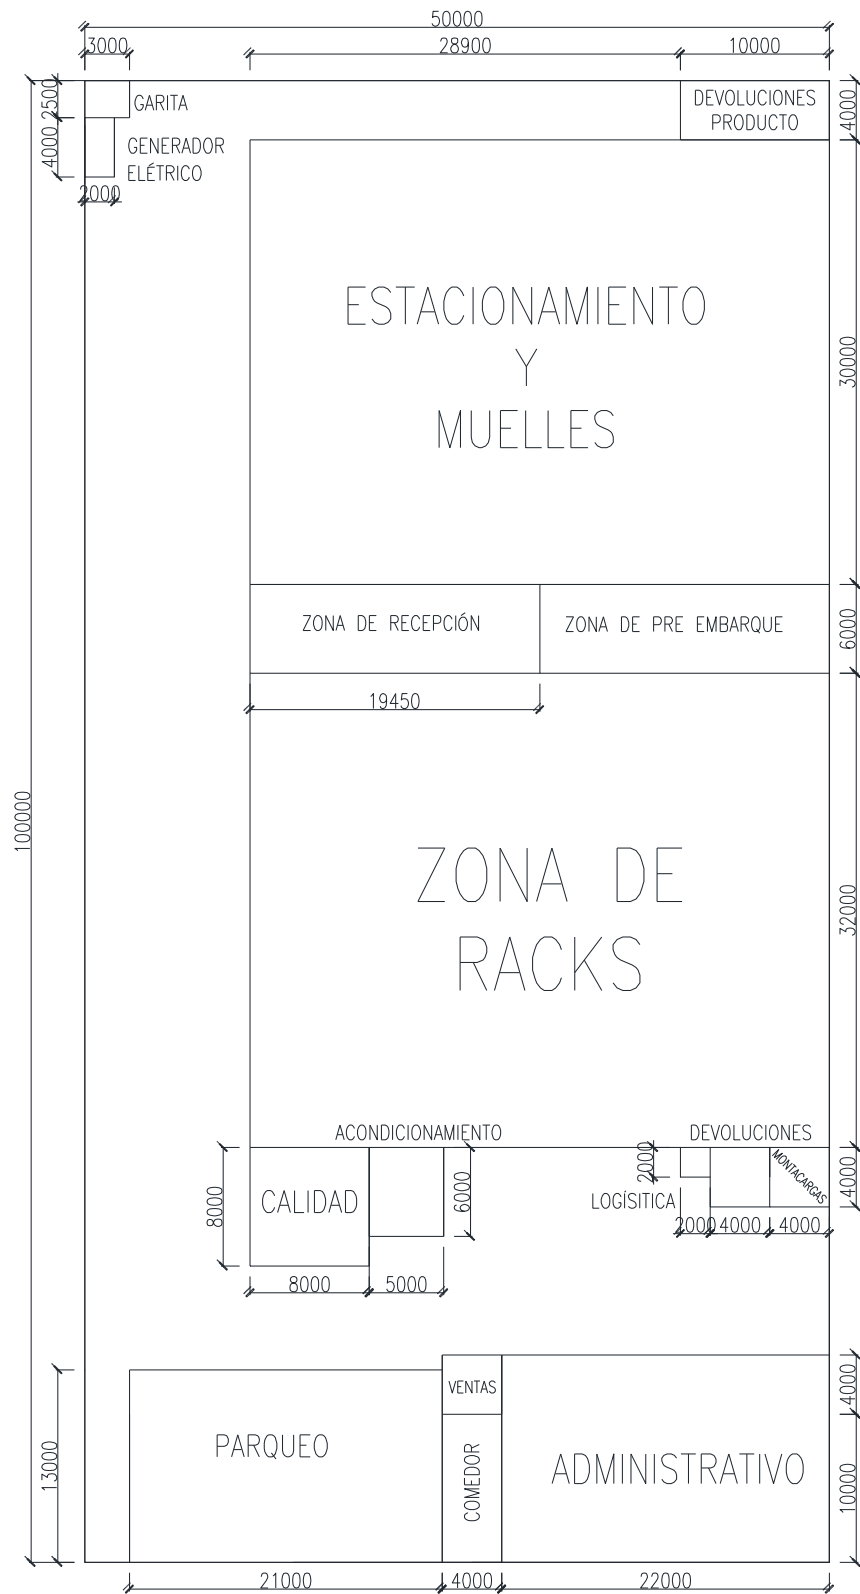 50000
3000
28900
10000
2500
GARITA
4000
GENERADOR
ELÉTRICO
2000
DEVOLUCIONES
PRODUCTO
4000
ESTACIONAMIENTO
Y
MUELLES
30000
ZONA DE RECEPCIÓN
ZONA DE PRE EMBARQUE
6000
19450
100000
ZONA DE
RACKS
32000
ACONDICIONAMIENTO
DEVOLUCIONES
8000
CALIDAD
6000
2000
LOGÍSITICA
MONTACARGAS
4000
2000
4000
4000
8000
5000
13000
PARQUEO
VENTAS
COMEDOR
ADMINISTRATIVO
4000
10000
21000
4000
22000